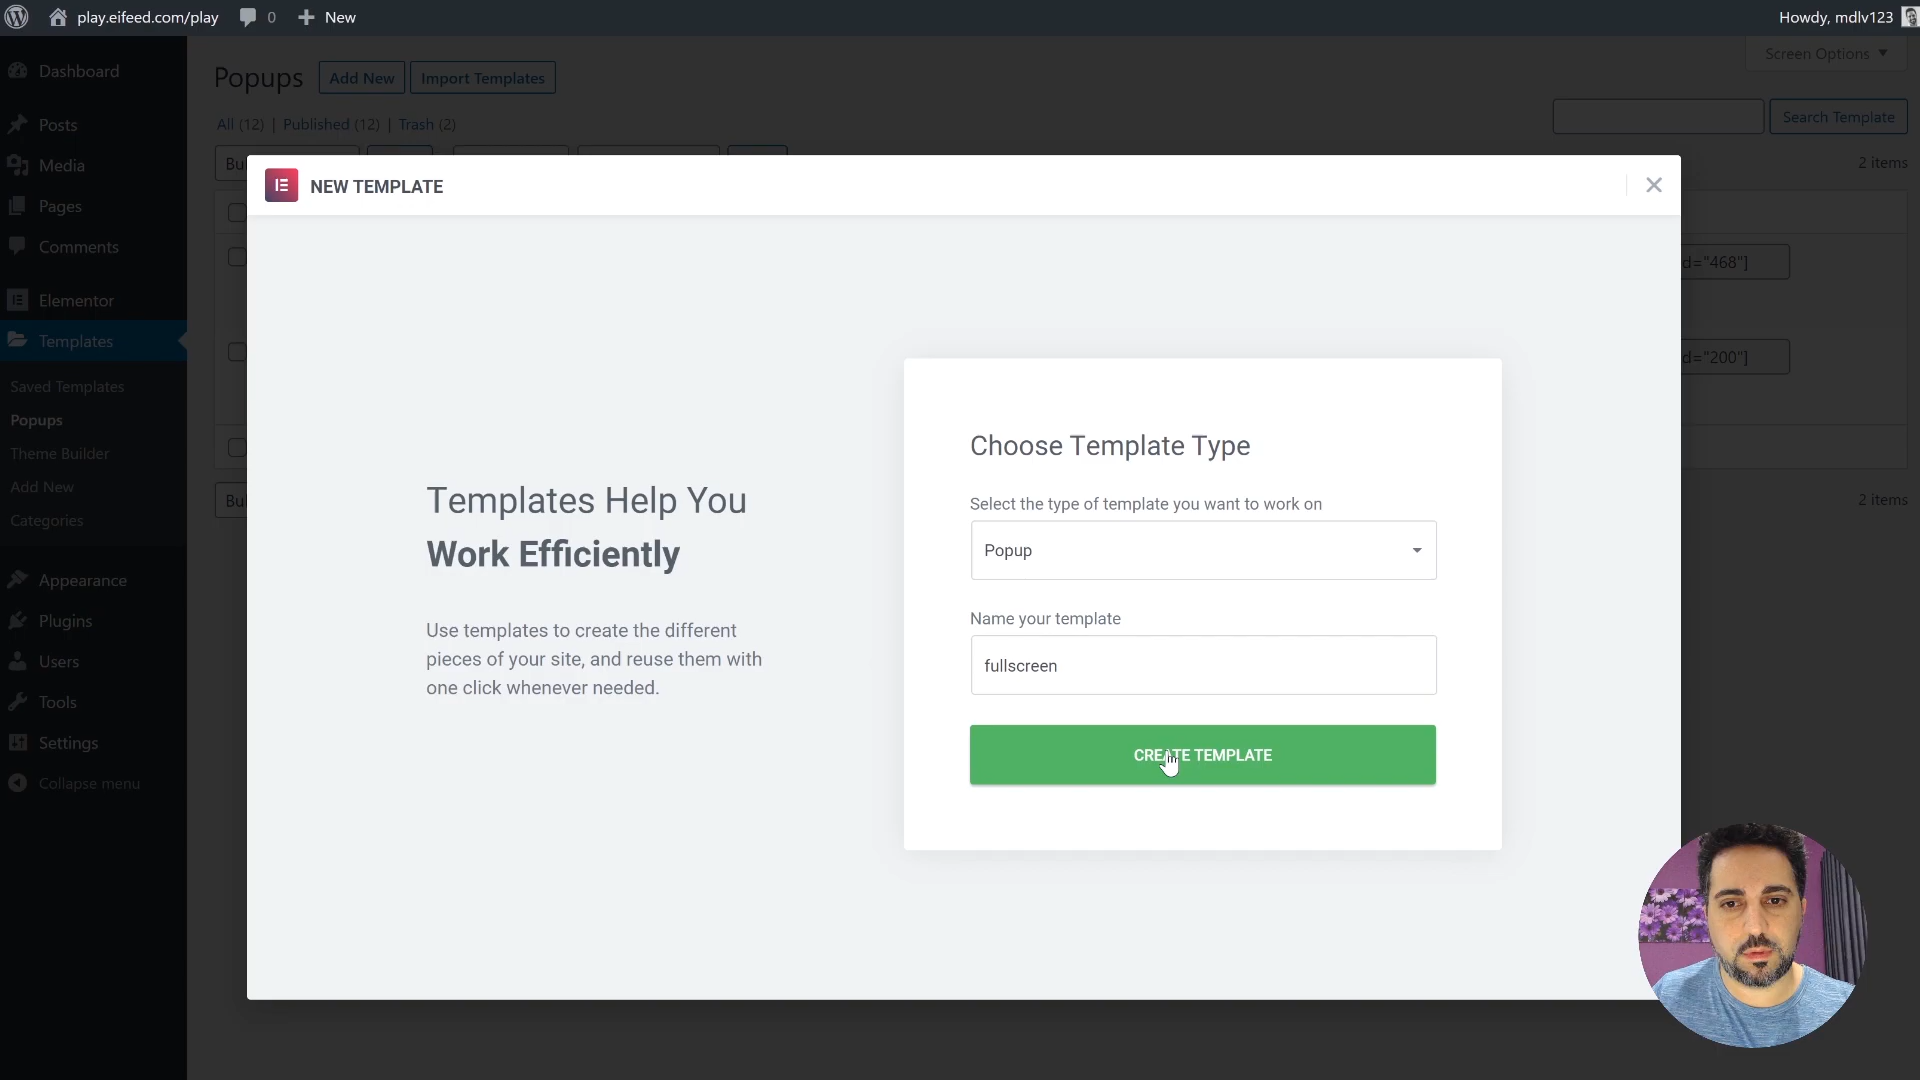 play.eifeed.com/play
0
New
Howdy, mdlv123
Screen Options
Dashboard
Posts
Media
Pages
Comments
Elementor
Templates
Saved Templates
Popups
Theme Builder
Add New
Categories
Appearance
Plugins
Users
Tools
Settings
Collapse menu
Popups
Add New
Import Templates
All (12) | Published (12) | Trash (2)
Search Template
2 items
Bu
NEW TEMPLATE
d="468"]
d="200"]
Bu
2 items
Templates Help You
Work Efficiently
Use templates to create the different
pieces of your site, and reuse them with
one click whenever needed.
Choose Template Type
Select the type of template you want to work on
Popup
Name your template
fullscreen
CREATE TEMPLATE